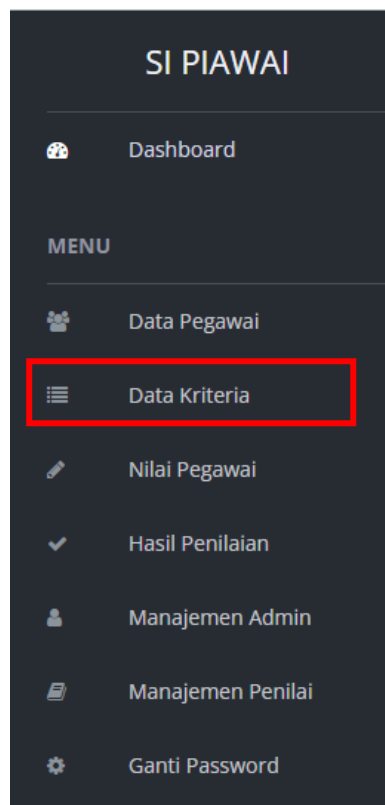 SI PIAWAI
Dashboard
MENU
Data Pegawai
Data Kriteria
Nilai Pegawai
Hasil Penilaian
Manajemen Admin
Manajemen Penilai
Ganti Password